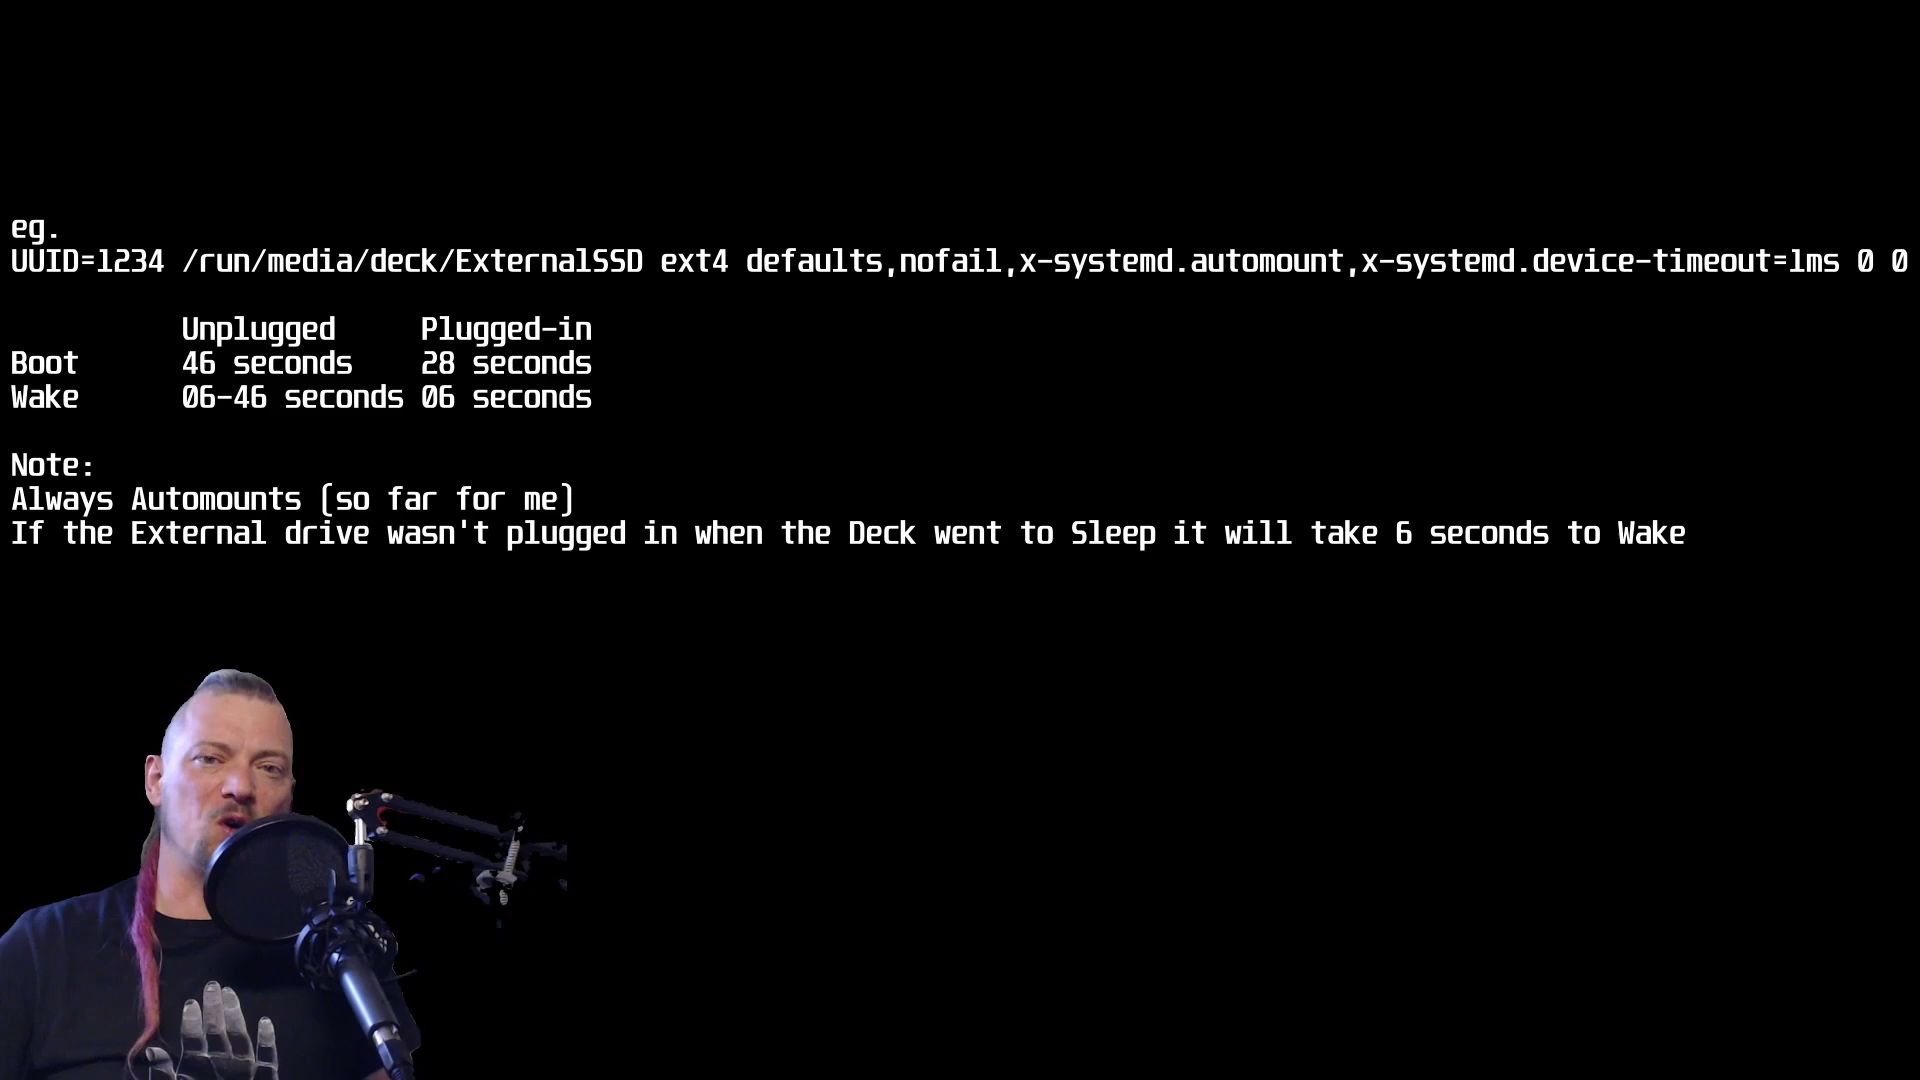 eg.
UUID=1234 /run/media/deck/ExternalSSD ext4 defaults,nofail,x-systemd.automount,x-systemd.device-timeout=1ms 0 0
Unplugged Plugged-in
Boot 46 seconds 28 seconds
Wake 06-46 seconds 06 seconds
Note:
Always Automounts (so far for me)
If the External drive wasn't plugged in when the Deck went to Sleep it will take 6 seconds to Wake